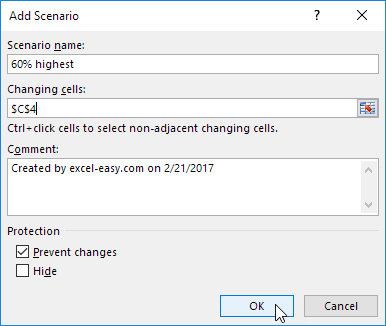 Add Scenario
?
Scenario name:
60% highest
Changing cells:
$C$4
Ctrl+click cells to select non-adjacent changing cells.
Comment:
Created by excel-easy.com on 2/21/2017
Protection
Prevent changes
Hide
OK Cancel